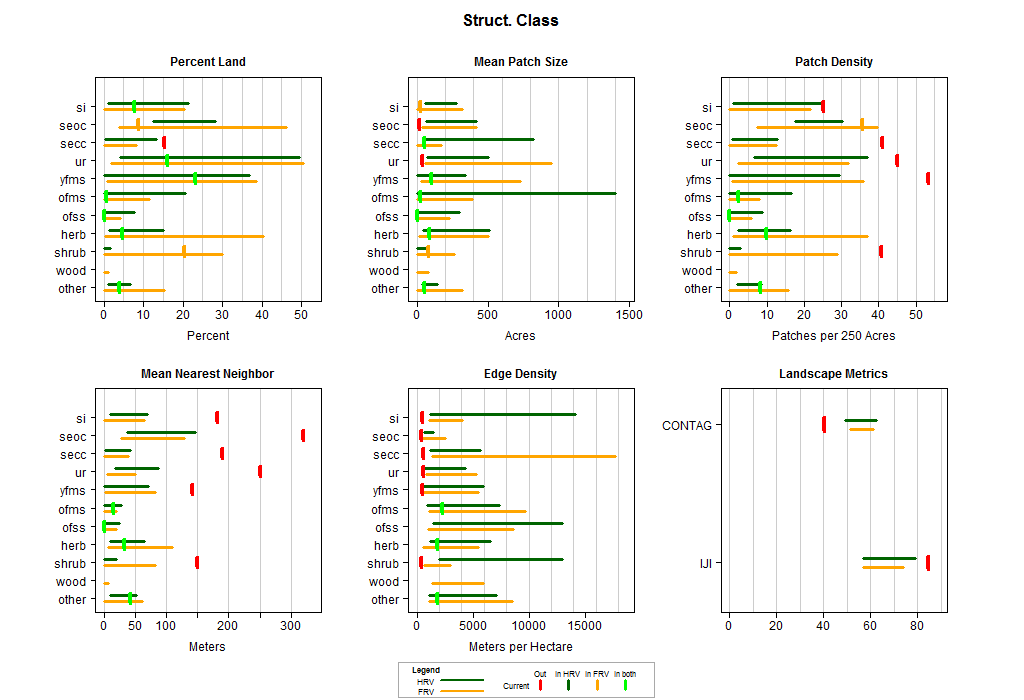 Struct. Class
Percent Land
si
seoc
secc
ur
yfms
ofms
ofss
herb
shrub
wood
other
0 10 20 30 40 50
Percent
Mean Patch Size
si
seoc
secc
ur
yfms
ofms
ofss
herb
shrub
wood
other
0 500 1000 1500
Acres
Patch Density
si
seoc
secc
ur
yfms
ofms
ofss
herb
shrub
wood
other
0 10 20 30 40 50
Patches per 250 Acres
Mean Nearest Neighbor
si
seoc
secc
ur
yfms
ofms
ofss
herb
shrub
wood
other
0 50 100 200 300
Meters
Edge Density
si
seoc
secc
ur
yfms
ofms
ofss
herb
shrub
wood
other
0 5000 10000 15000
Meters per Hectare
Landscape Metrics
CONTAG
IJI
0 20 40 60 80
Legend
HRV
FRV
Current
Out In HRV In FRV In both